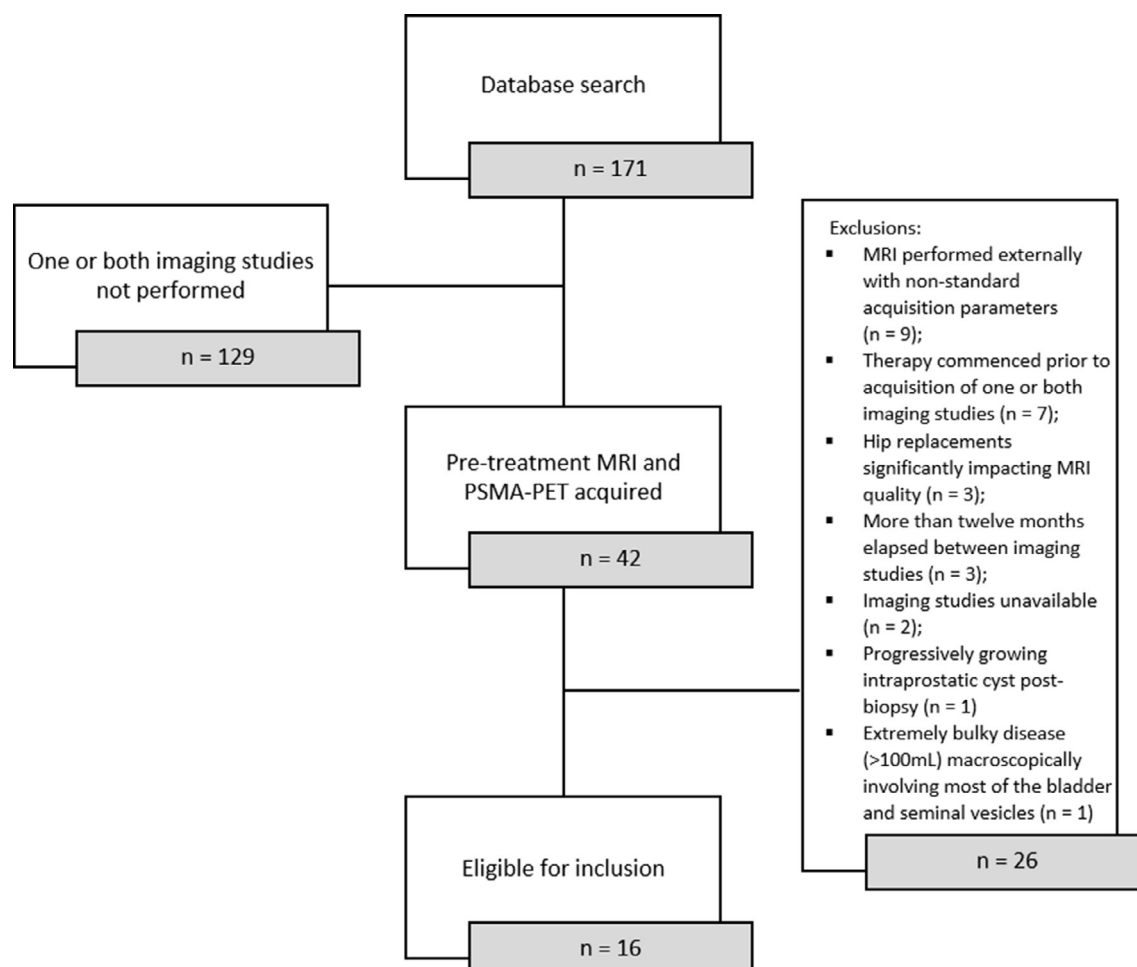 Database search
n = 171
One or both imaging studies
not performed
n = 129
Pre-treatment MRI and
PSMA-PET acquired
n = 42
Exclusions:
▪ MRI performed externally
with non-standard
acquisition parameters
(n = 9);
▪ Therapy commenced prior to
acquisition of one or both
imaging studies (n = 7);
▪ Hip replacements
significantly impacting MRI
quality (n = 3);
▪ More than twelve months
elapsed between imaging
studies (n = 3);
▪ Imaging studies unavailable
(n = 2);
▪ Progressively growing
intraprostatic cyst post-
biopsy (n = 1)
▪ Extremely bulky disease
(>100mL) macroscopically
involving most of the bladder
and seminal vesicles (n = 1)
n = 26
Eligible for inclusion
n = 16